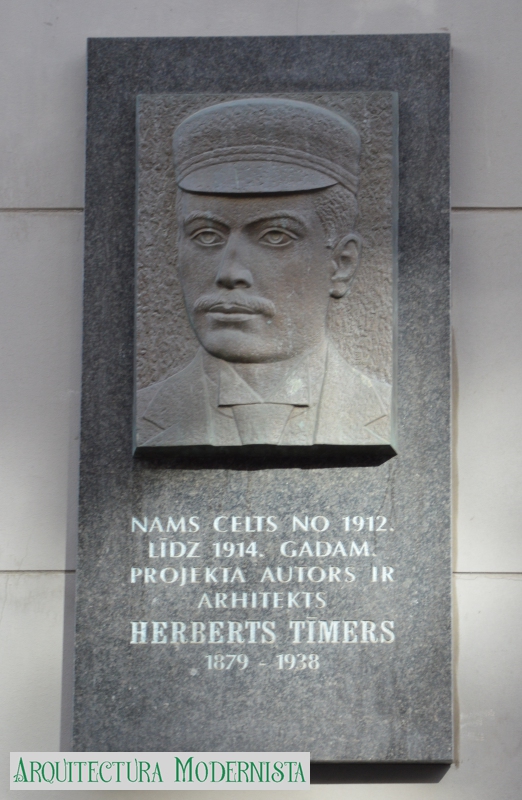 NAMS CELTS NO 1912.
LĪDZ 1914. GADAM.
PROJEKTA AUTORS IR
ARHITEKTS
HERBERTS TĪMERS
1879 - 1938
ARQUITECTURA MODERNISTA